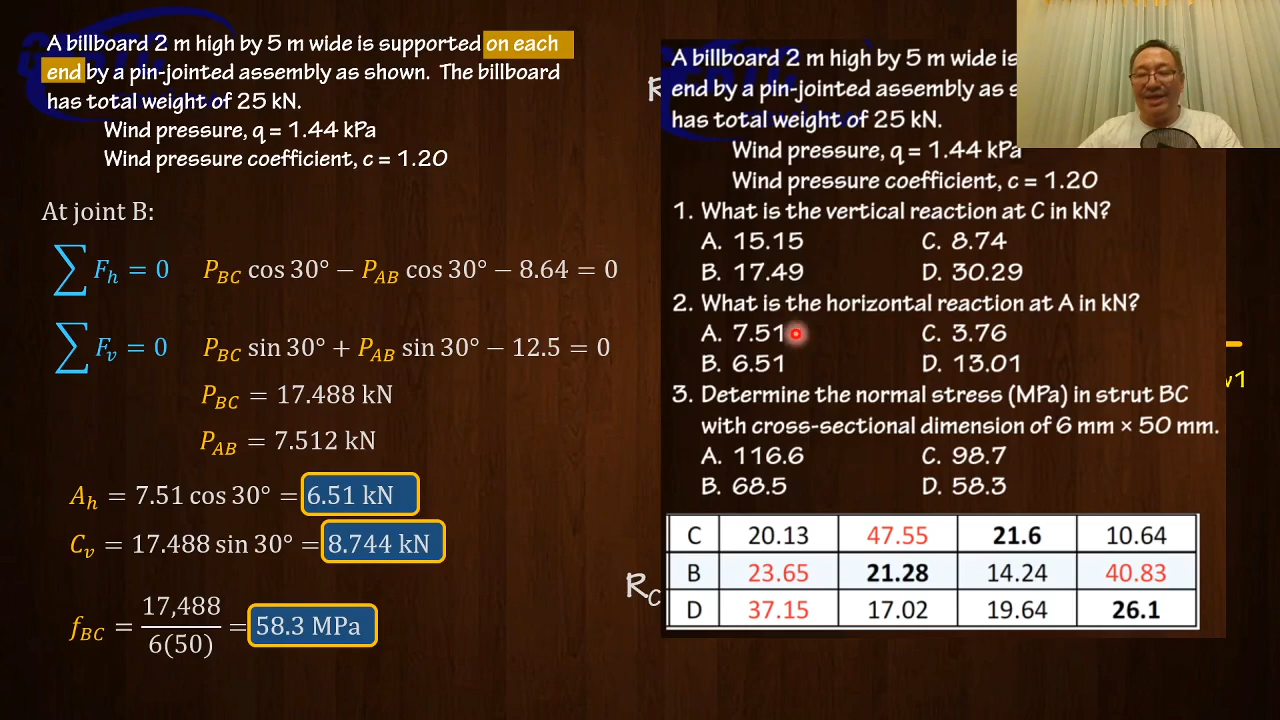 A billboard 2 m high by 5 m wide is supported on each
end by a pin-jointed assembly as shown. The billboard
has total weight of 25 kN.
Wind pressure, q = 1.44 kPa
Wind pressure coefficient, c = 1.20
At joint B:
∑ F_h = 0 P_BC cos 30° − P_AB cos 30° − 8.64 = 0
∑ F_v = 0 P_BC sin 30° + P_AB sin 30° − 12.5 = 0
P_BC = 17.488 kN
P_AB = 7.512 kN
A_h = 7.51 cos 30° = 6.51 kN
C_v = 17.488 sin 30° = 8.744 kN
f_BC = 17,488 / 6(50) = 58.3 MPa
A billboard 2 m high by 5 m wide is
end by a pin-jointed assembly as s
has total weight of 25 kN.
Wind pressure, q = 1.44 kPa
Wind pressure coefficient, c = 1.20
1. What is the vertical reaction at C in kN?
A. 15.15 C. 8.74
B. 17.49 D. 30.29
2. What is the horizontal reaction at A in kN?
A. 7.51 C. 3.76
B. 6.51 D. 13.01
3. Determine the normal stress (MPa) in strut BC
with cross-sectional dimension of 6 mm × 50 mm.
A. 116.6 C. 98.7
B. 68.5 D. 58.3
C 20.13 47.55 21.6 10.64
B 23.65 21.28 14.24 40.83
D 37.15 17.02 19.64 26.1
R_C